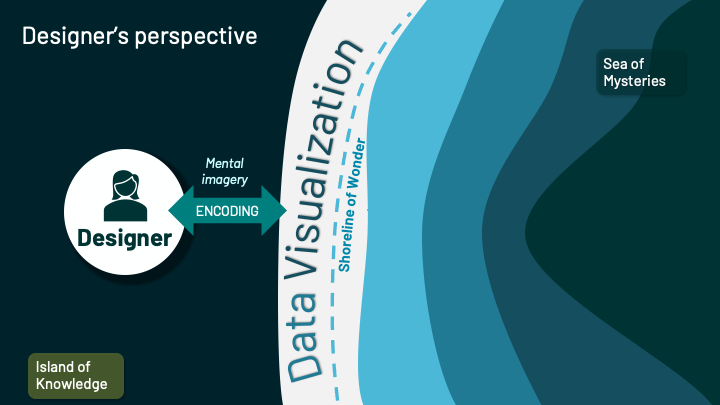 Designer's perspective
Sea of
Mysteries
Mental
imagery
ENCODING
Designer
Data Visualization
Shoreline of Wonder
Island of
Knowledge